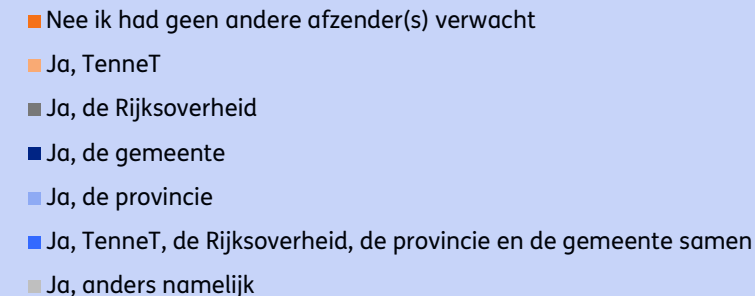 Nee ik had geen andere afzender(s) verwacht
Ja, TenneT
Ja, de Rijksoverheid
Ja, de gemeente
Ja, de provincie
Ja, TenneT, de Rijksoverheid, de provincie en de gemeente samen
Ja, anders namelijk